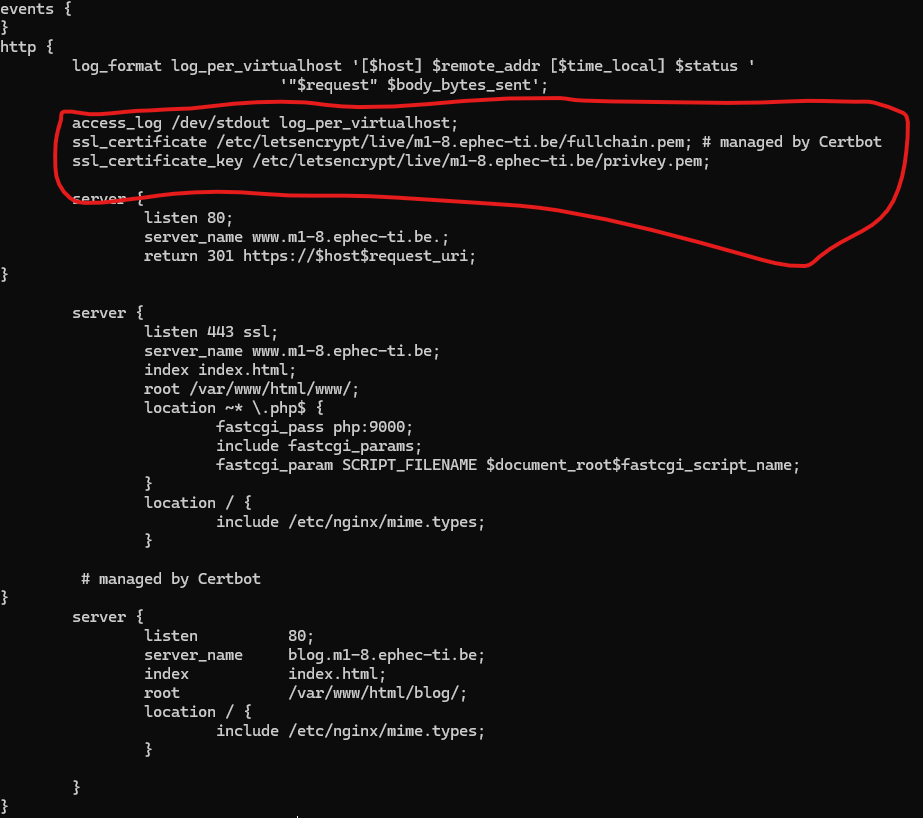 events {
}
http {
log_format log_per_virtualhost '[$host] $remote_addr [$time_local] $status '
'"$request" $body_bytes_sent';
access_log /dev/stdout log_per_virtualhost;
ssl_certificate /etc/letsencrypt/live/m1-8.ephec-ti.be/fullchain.pem; # managed by Certbot
ssl_certificate_key /etc/letsencrypt/live/m1-8.ephec-ti.be/privkey.pem;
server {
listen 80;
server_name www.m1-8.ephec-ti.be.;
return 301 https://$host$request_uri;
}
server {
listen 443 ssl;
server_name www.m1-8.ephec-ti.be;
index index.html;
root /var/www/html/www/;
location ~* \.php$ {
fastcgi_pass php:9000;
include fastcgi_params;
fastcgi_param SCRIPT_FILENAME $document_root$fastcgi_script_name;
}
location / {
include /etc/nginx/mime.types;
}
# managed by Certbot
}
server {
listen 80;
server_name blog.m1-8.ephec-ti.be;
index index.html;
root /var/www/html/blog/;
location / {
include /etc/nginx/mime.types;
}
}
}